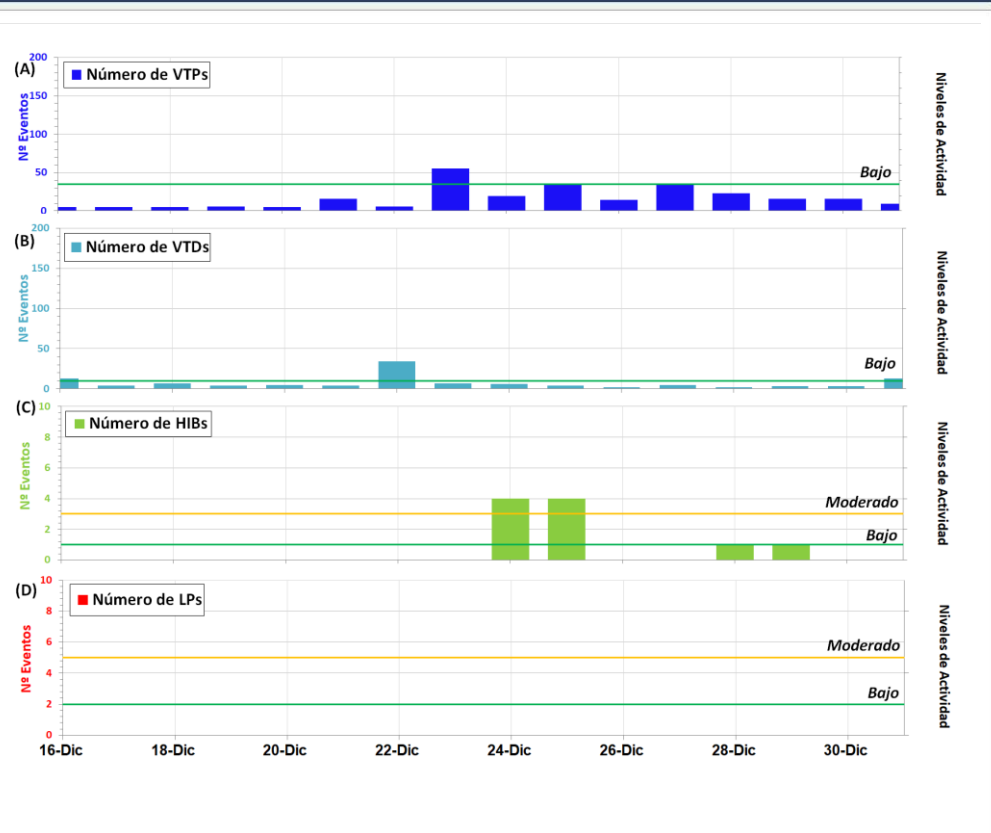 (A)
200
150
100
50
0
Nº Eventos
Número de VTPs
Bajo
Niveles de Actividad
(B)
200
150
100
50
0
Nº Eventos
Número de VTDs
Bajo
Niveles de Actividad
(C)
10
8
6
4
2
0
Nº Eventos
Número de HIBs
Moderado
Bajo
Niveles de Actividad
(D)
10
8
6
4
2
0
Nº Eventos
Número de LPs
Moderado
Bajo
Niveles de Actividad
16-Dic 18-Dic 20-Dic 22-Dic 24-Dic 26-Dic 28-Dic 30-Dic